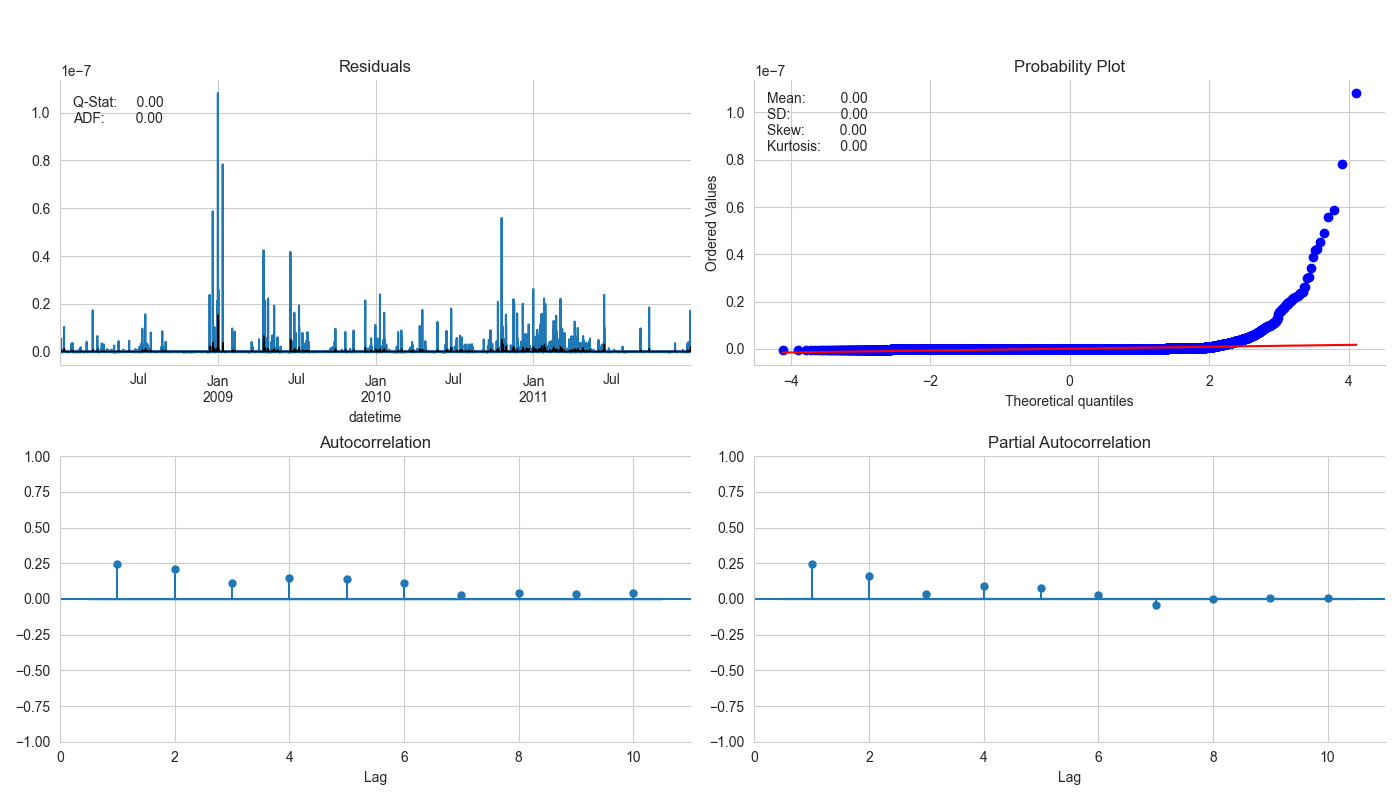 Residuals
1e−7
Q-Stat: 0.00
ADF: 0.00
1.0
0.8
0.6
0.4
0.2
0.0
Jul
Jan
2009
Jul
Jan
2010
Jul
Jan
2011
Jul
datetime
Probability Plot
1e−7
Mean: 0.00
SD: 0.00
Skew: 0.00
Kurtosis: 0.00
Ordered Values
1.0
0.8
0.6
0.4
0.2
0.0
−4 −2 0 2 4
Theoretical quantiles
Autocorrelation
1.00
0.75
0.50
0.25
0.00
−0.25
−0.50
−0.75
−1.00
0 2 4 6 8 10
Lag
Partial Autocorrelation
1.00
0.75
0.50
0.25
0.00
−0.25
−0.50
−0.75
−1.00
0 2 4 6 8 10
Lag